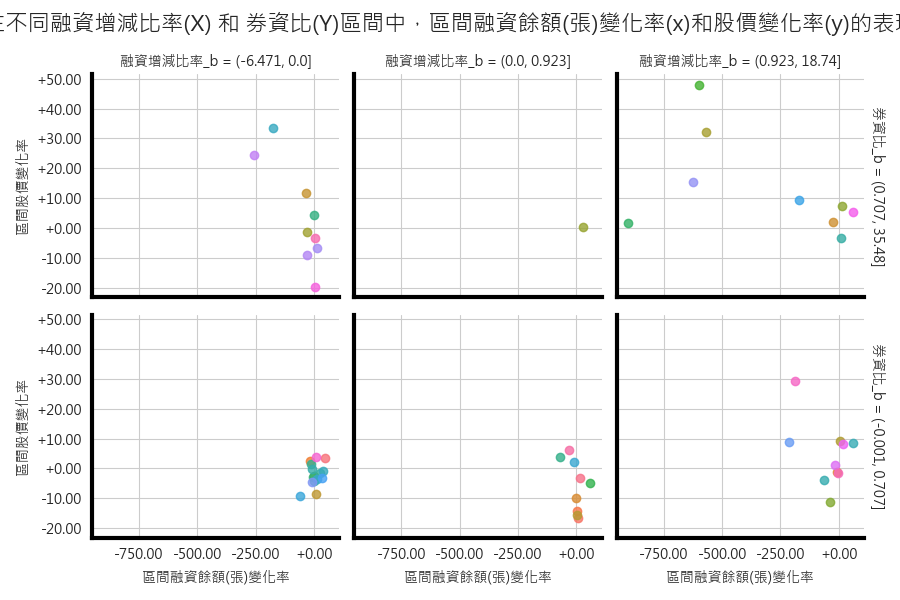 在不同融資增減比率(X) 和 券資比(Y)區間中，區間融資餘額(張)變化率(x)和股價變化率(y)的表現
融資增減比率_b = (-6.471, 0.0]
融資增減比率_b = (0.0, 0.923]
融資增減比率_b = (0.923, 18.74]
+50.00
+40.00
+30.00
+20.00
+10.00
+0.00
-10.00
-20.00
區間股價變化率
券資比_b = (0.707, 35.48]
+50.00
+40.00
+30.00
+20.00
+10.00
+0.00
-10.00
-20.00
區間股價變化率
券資比_b = (-0.001, 0.707]
-750.00 -500.00 -250.00 +0.00
-750.00 -500.00 -250.00 +0.00
-750.00 -500.00 -250.00 +0.00
區間融資餘額(張)變化率
區間融資餘額(張)變化率
區間融資餘額(張)變化率